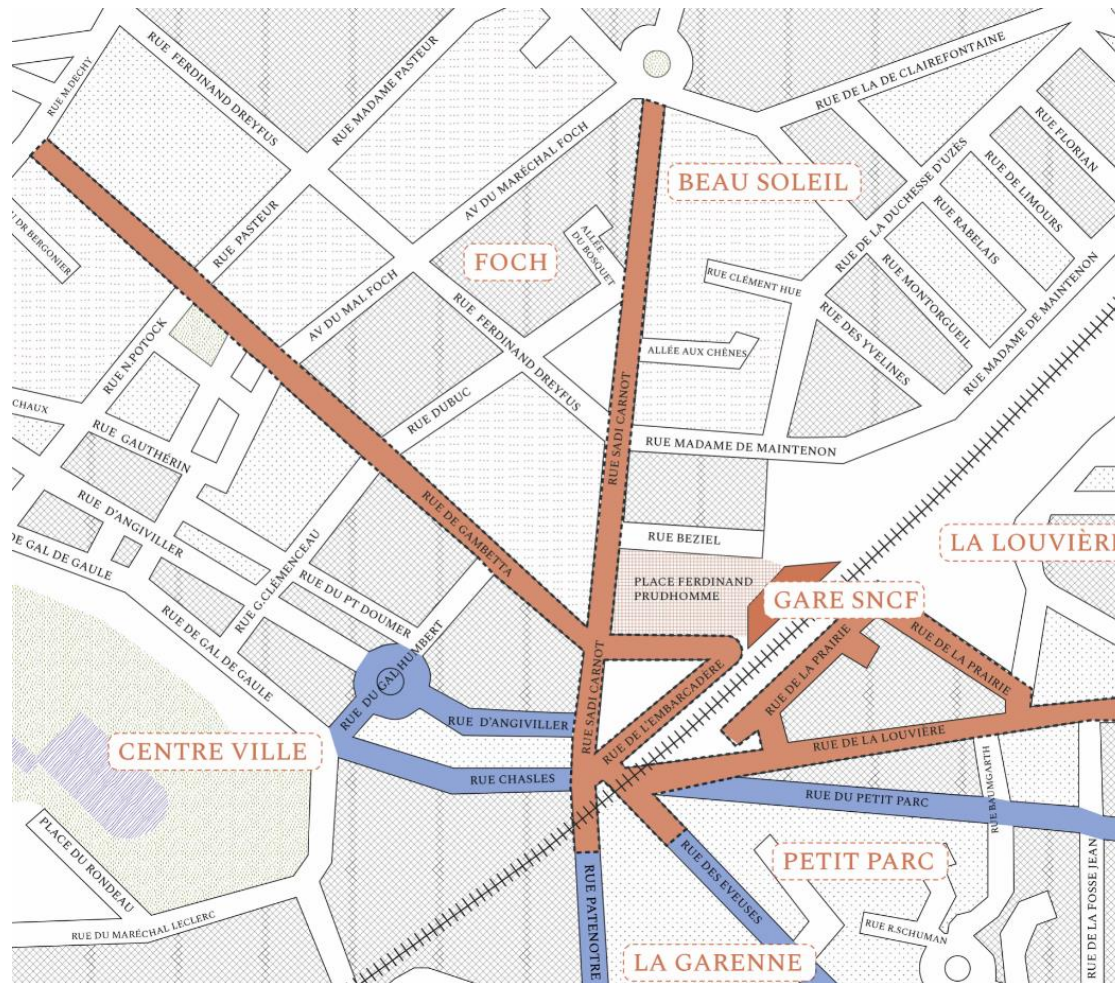 RUE FERDINAND DREYFUS
RUE MADAME PASTEUR
RUE M.DECHY
RUE DE LA DE CLAIREFONTAINE
RUE FLORIAN
RUE DE LA DUCHESSE D'UZÈS
RUE DE LIMOURS
AV DU MARÉCHAL FOCH
BEAU SOLEIL
RUE RABELAIS
DR BERGONIER
RUE PASTEUR
FOCH
ALLÉE
DU BOSQUET
RUE CLÉMENT HUE
RUE MONTORGUEIL
RUE MADAME DE MAINTENON
AV DU MAL FOCH
RUE FERDINAND DREYFUS
RUE DES YVELINES
RUE N.POTOCK
ALLÉE AUX CHÊNES
CHAUX
RUE GAUTHÉRIN
RUE DUBUC
RUE SADI CARNOT
RUE MADAME DE MAINTENON
RUE D'ANGIVILLER
RUE DE GAMBETTA
RUE BEZIEL
LA LOUVIÈRE
DE GAL DE GAULE
RUE G.CLÉMENCEAU
RUE DU PT DOUMER
PLACE FERDINAND
PRUDHOMME
GARE SNCF
RUE DE GAL DE GAULE
RUE DU GAL HUMBERT
RUE DE LA PRAIRIE
RUE DE LA PRAIRIE
RUE SADI CARNOT
RUE DE L'EMBARCADÈRE
RUE D'ANGIVILLER
RUE DE LA LOUVIÈRE
CENTRE VILLE
RUE CHASLES
RUE DU PETIT PARC
RUE BAUMGARTH
PLACE DU RONDEAU
RUE DES EVEUSES
PETIT PARC
RUE DE LA FOSSE JEAN
RUE PATENOTRE
RUE DU MARÉCHAL LECLERC
RUE R.SCHUMAN
LA GARENNE